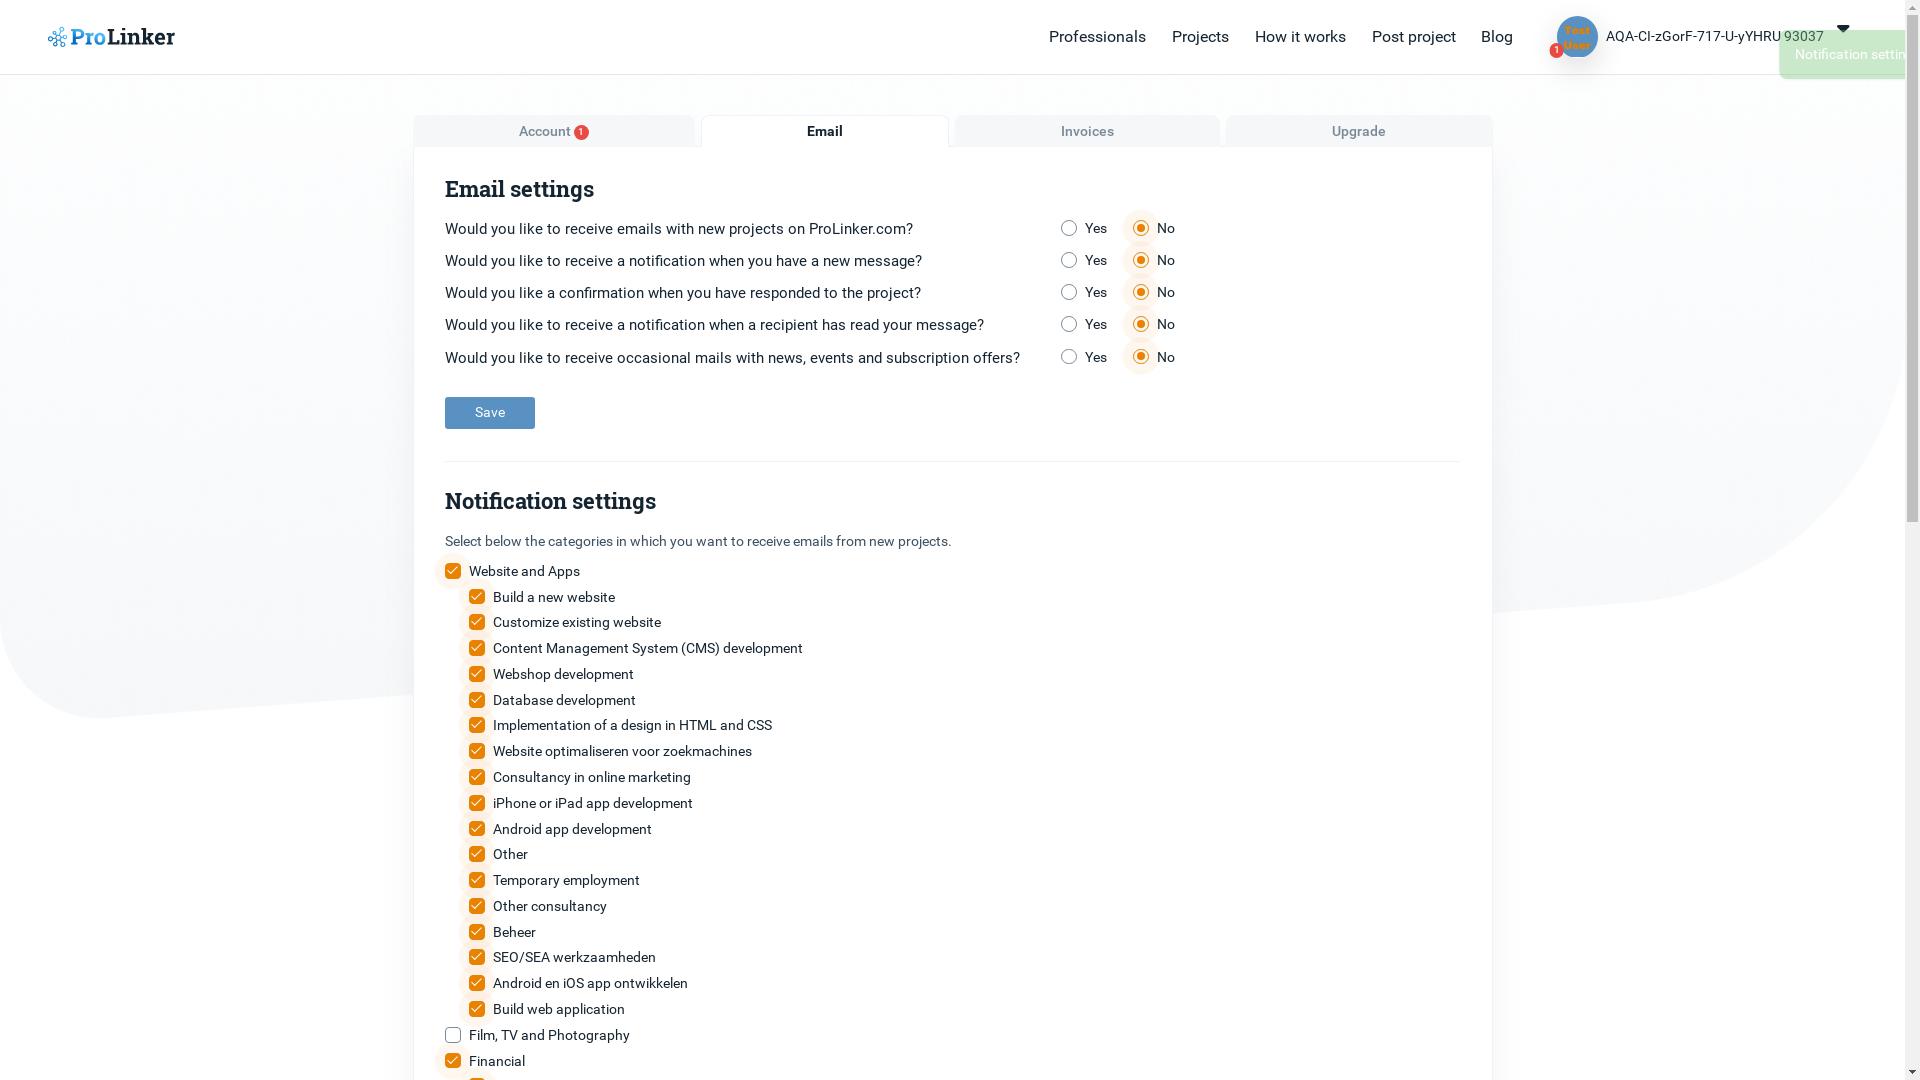 ProLinker
Professionals
Projects
How it works
Post project
Blog
Test
User
1
AQA-CI-zGorF-717-U-yYHRU 93037
Notification settin
Account 1
Email
Invoices
Upgrade
Email settings
Would you like to receive emails with new projects on ProLinker.com? Yes No
Would you like to receive a notification when you have a new message? Yes No
Would you like a confirmation when you have responded to the project? Yes No
Would you like to receive a notification when a recipient has read your message? Yes No
Would you like to receive occasional mails with news, events and subscription offers? Yes No
Save
Notification settings
Select below the categories in which you want to receive emails from new projects.
Website and Apps
Build a new website
Customize existing website
Content Management System (CMS) development
Webshop development
Database development
Implementation of a design in HTML and CSS
Website optimaliseren voor zoekmachines
Consultancy in online marketing
iPhone or iPad app development
Android app development
Other
Temporary employment
Other consultancy
Beheer
SEO/SEA werkzaamheden
Android en iOS app ontwikkelen
Build web application
Film, TV and Photography
Financial